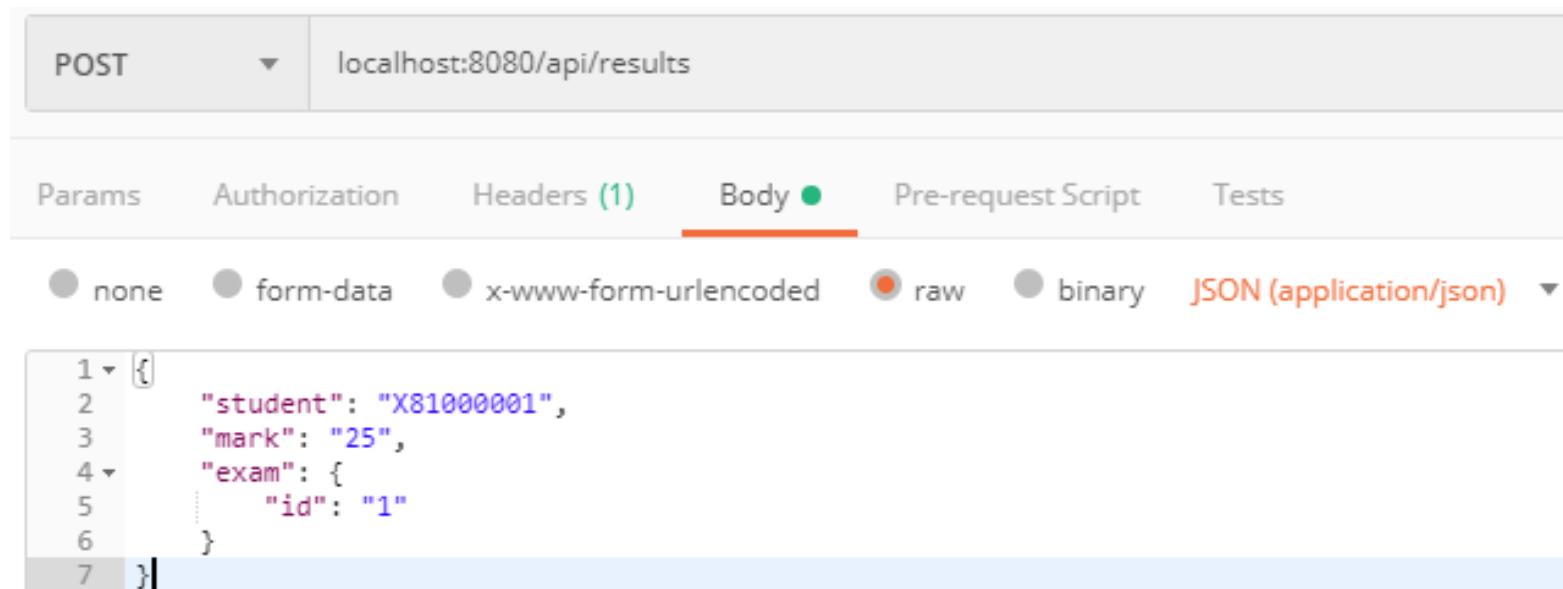 POST localhost:8080/api/results
Params Authorization Headers (1) Body Pre-request Script Tests
none form-data x-www-form-urlencoded raw binary JSON (application/json)
1 {
2 "student": "X81000001",
3 "mark": "25",
4 "exam": {
5 "id": "1"
6 }
7 }